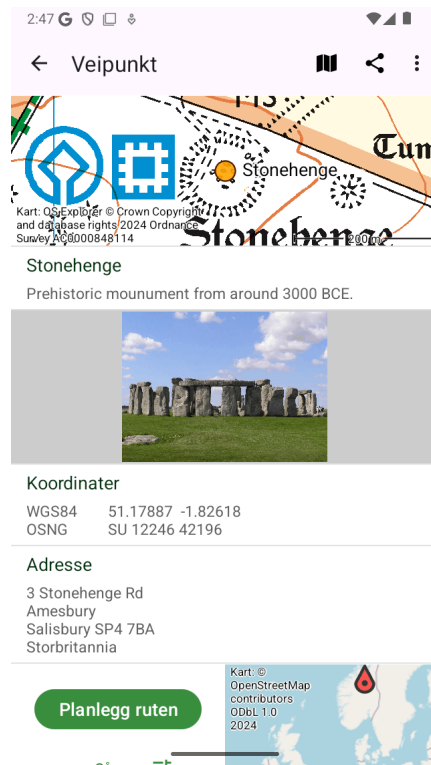 2:47
Veipunkt
Stonehenge
Kart: OS Explorer © Crown Copyright
and database rights 2024 Ordnance
Survey AC0000848114
Stonehenge
200 m
Stonehenge
Prehistoric mounument from around 3000 BCE.
Koordinater
WGS84 51.17887 -1.82618
OSNG SU 12246 42196
Adresse
3 Stonehenge Rd
Amesbury
Salisbury SP4 7BA
Storbritannia
Planlegg ruten
Kart: ©
OpenStreetMap
contributors
ODbL 1.0
2024